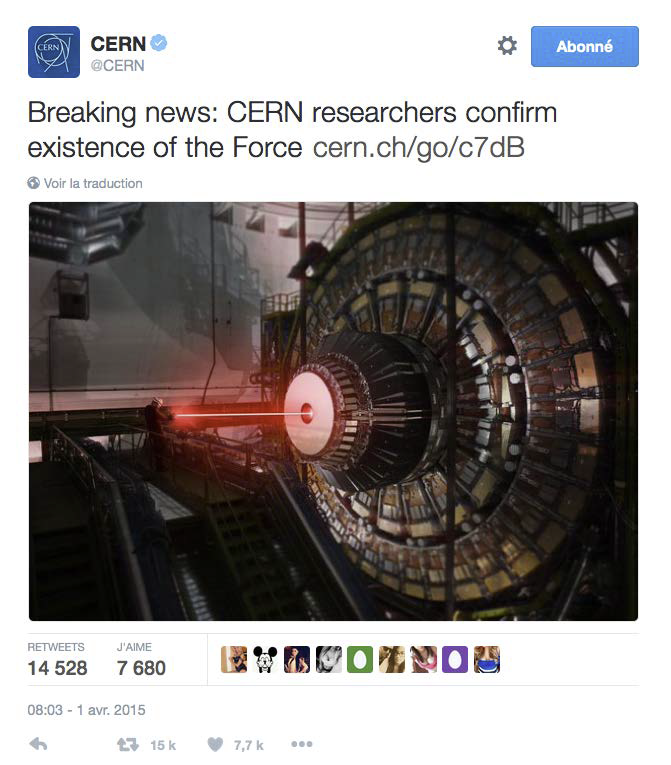 CERN
CERN
@CERN
Abonné
Breaking news: CERN researchers confirm
existence of the Force cern.ch/go/c7dB
Voir la traduction
RETWEETS
J'AIME
14 528
7 680
08:03 - 1 avr. 2015
15 k
7,7 k